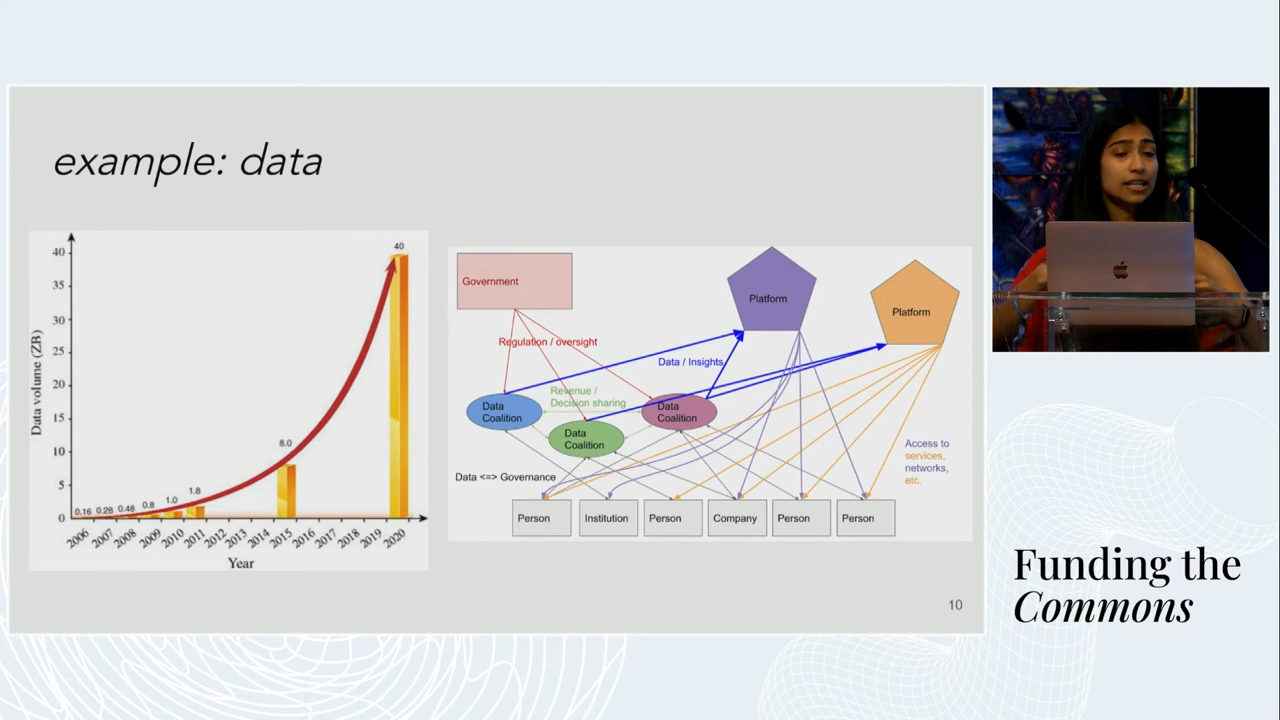 example: data
40
40
35
30
25
20
15
10
5
0
8.0
1.8
1.0
0.8
0.48
0.28
0.16
Data volume (ZB)
2006 2007 2008 2009 2010 2011 2012 2013 2014 2015 2016 2017 2018 2019 2020
Year
Government
Platform
Platform
Regulation / oversight
Data / Insights
Revenue /
Decision sharing
Data
Coalition
Data
Coalition
Data
Coalition
Access to
services,
networks,
etc.
Data <=> Governance
Person
Institution
Person
Company
Person
Person
10
Funding the
Commons